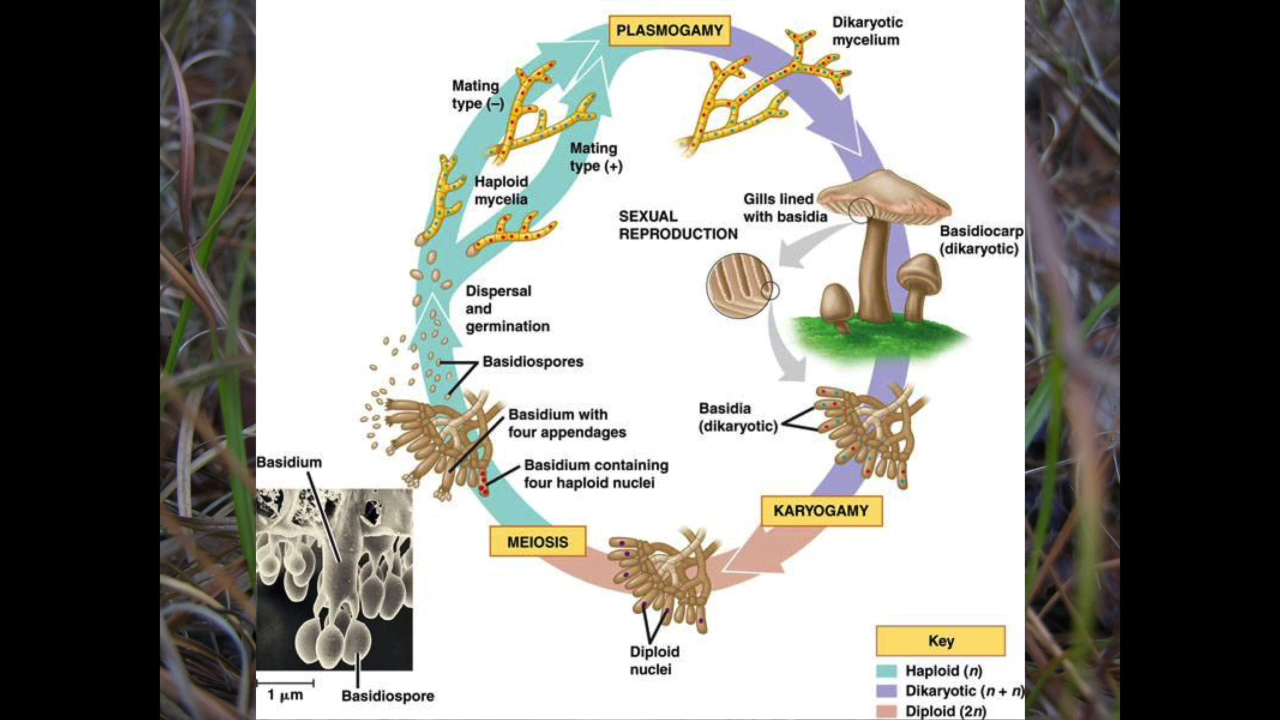 PLASMOGAMY
Dikaryotic
mycelium
Mating
type (–)
Mating
type (+)
Haploid
mycelia
Gills lined
with basidia
SEXUAL
REPRODUCTION
Basidiocarp
(dikaryotic)
Dispersal
and
germination
Basidiospores
Basidium with
four appendages
Basidia
(dikaryotic)
Basidium
Basidium containing
four haploid nuclei
KARYOGAMY
MEIOSIS
Diploid
nuclei
1 μm
Basidiospore
Key
Haploid (n)
Dikaryotic (n + n)
Diploid (2n)